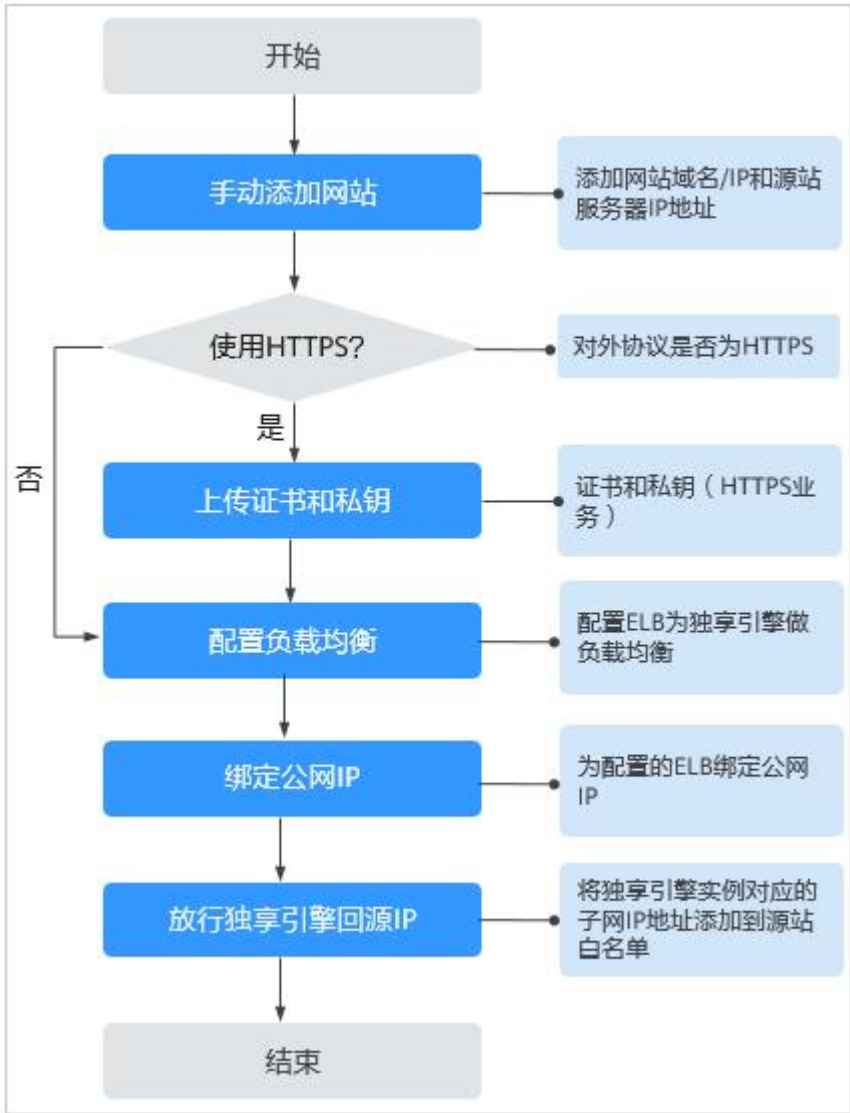 开始
手动添加网站
添加网站域名/IP和源站
服务器IP地址
使用HTTPS?
对外协议是否为HTTPS
是
否
上传证书和私钥
证书和私钥（HTTPS业
务）
配置负载均衡
配置ELB为独享引擎做
负载均衡
绑定公网IP
为配置的ELB绑定公网
IP
放行独享引擎回源IP
将独享引擎实例对应的
子网IP地址添加到源站
白名单
结束